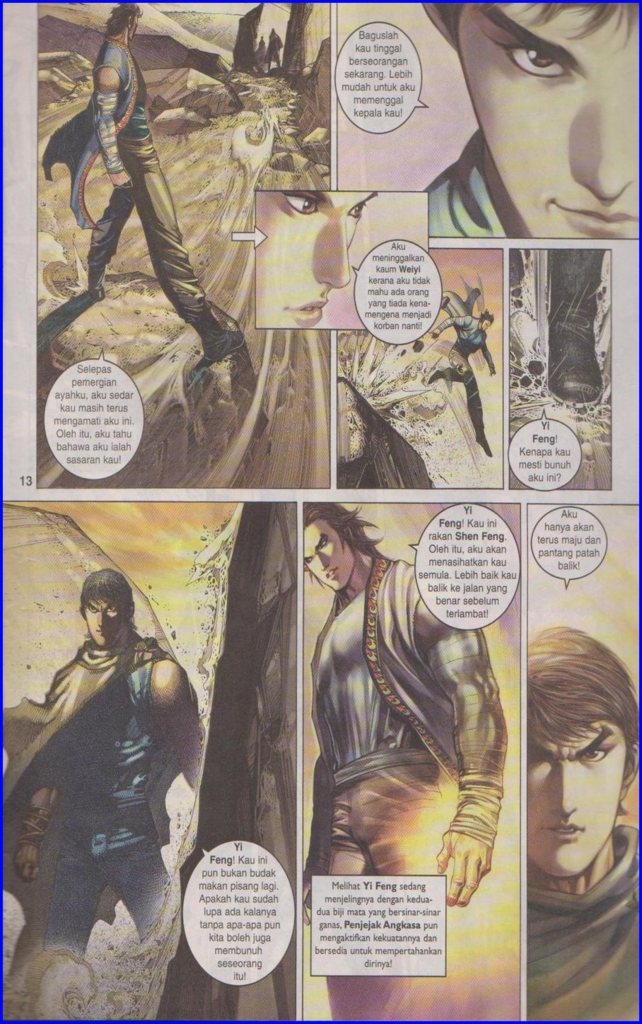 Baguslah
kau tinggal
berseorangan
sekarang. Lebih
mudah untuk aku
memenggal
kepala kau!
Aku
meninggalkan
kaum Weiyi
kerana aku tidak
mahu ada orang
yang tiada kena-
mengena menjadi
korban nanti!
Selepas
pemergian
ayahku, aku sedar
kau masih terus
mengamati aku ini.
Oleh itu, aku tahu
bahawa aku ialah
sasaran kau!
Yi
Feng!
Kenapa kau
mesti bunuh
aku ini?
13
Yi
Feng! Kau ini
pun bukan budak
makan pisang lagi.
Apakah kau sudah
lupa ada kalanya
tanpa apa-apa pun
kita boleh juga
membunuh
seseorang
itu!
Yi
Feng! Kau ini
rakan Shen Feng.
Oleh itu, aku akan
menasihatkan kau
semula. Lebih baik kau
balik ke jalan yang
benar sebelum
terlambat!
Melihat Yi Feng sedang
menjelingnya dengan kedua-
dua biji mata yang bersinar-sinar
ganas, Penjejak Angkasa pun
mengaktifkan kekuatannya dan
bersedia untuk mempertahankan
dirinya!
Aku
hanya akan
terus maju dan
pantang patah
balik!